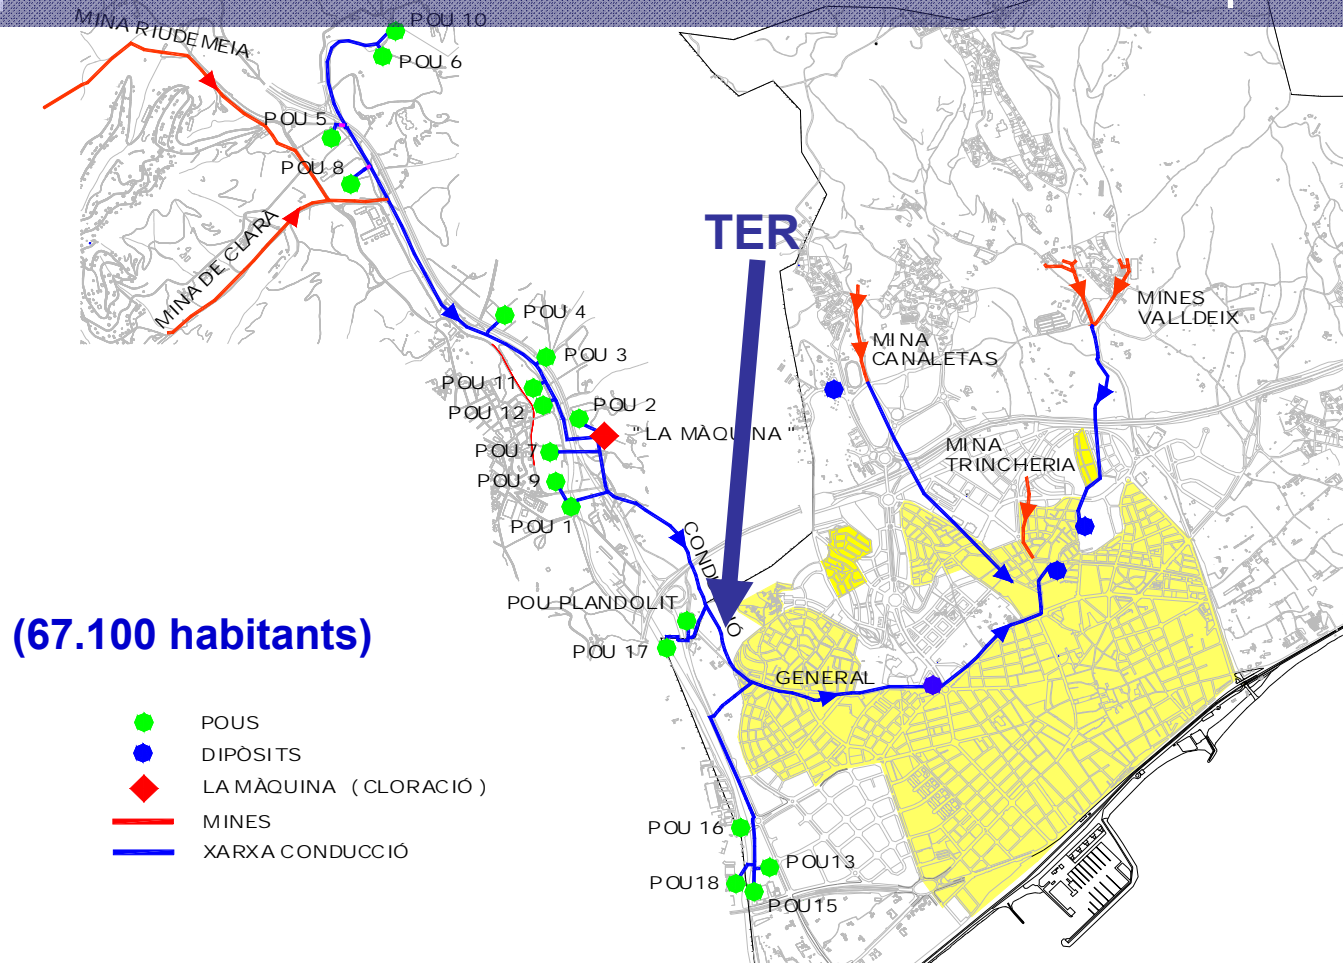 MINA RIUDEMEIA
POU 10
POU 6
POU 5
POU 8
MINA DE CLARA
TER
POU 4
MINES
VALLDEIX
MINA
CANALETAS
POU 3
POU 11
POU 12
POU 2
"LA MÀQUINA"
MINA
TRINCHERIA
POU 7
POU 9
POU 1
POU PLANDOLIT
POU 17
(67.100 habitants)
GENERAL
POUS
DIPÒSITS
LA MÀQUINA (CLORACIÓ)
MINES
XARXA CONDUCCIÓ
POU 16
POU13
POU18
POU15